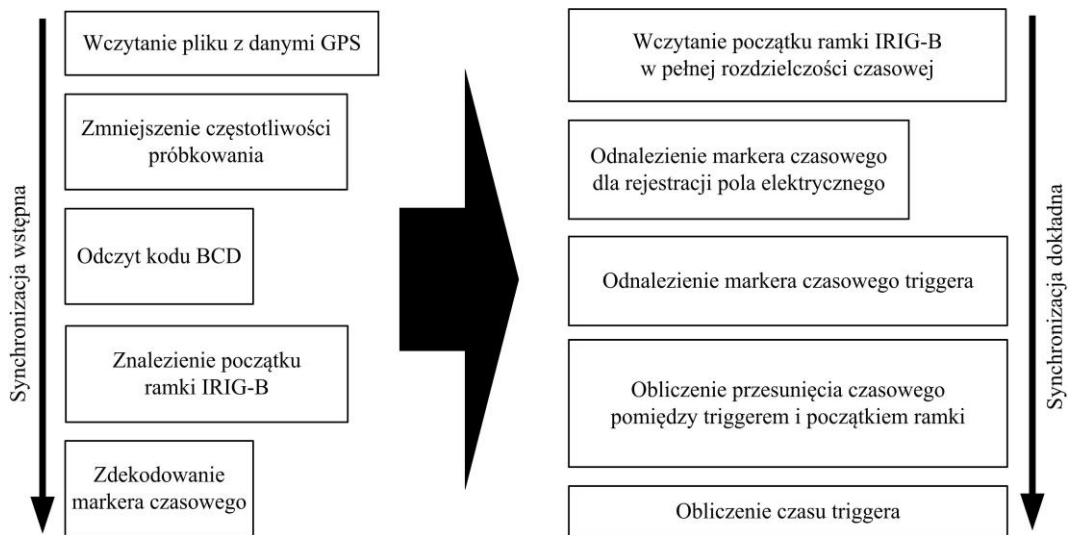 Synchronizacja wstępna
Wczytanie pliku z danymi GPS
Zmniejszenie częstotliwości
próbkowania
Odczyt kodu BCD
Znalezienie początku
ramki IRIG-B
Zdekodowanie
markera czasowego
Wczytanie początku ramki IRIG-B
w pełnej rozdzielczości czasowej
Odnalezienie markera czasowego
dla rejestracji pola elektrycznego
Odnalezienie markera czasowego triggera
Obliczenie przesunięcia czasowego
pomiędzy triggerem i początkiem ramki
Obliczenie czasu triggera
Synchronizacja dokładna